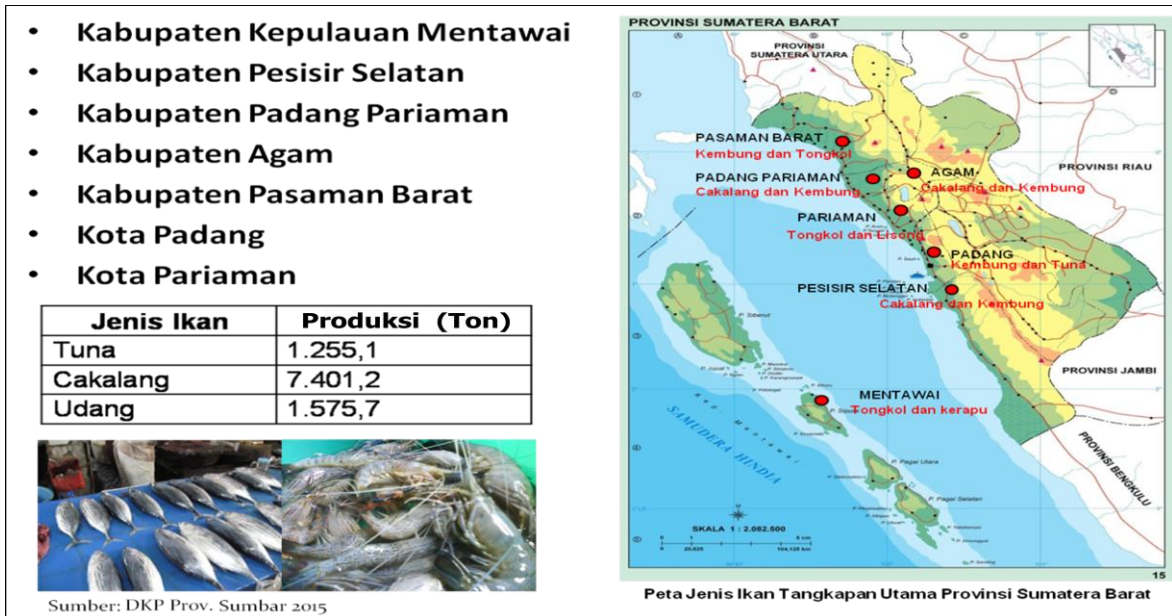 • Kabupaten Kepulauan Mentawai
• Kabupaten Pesisir Selatan
• Kabupaten Padang Pariaman
• Kabupaten Agam
• Kabupaten Pasaman Barat
• Kota Padang
• Kota Pariaman
Jenis Ikan Produksi (Ton)
Tuna 1.255,1
Cakalang 7.401,2
Udang 1.575,7
Sumber: DKP Prov. Sumbar 2015
PROVINSI SUMATERA BARAT
PROVINSI
SUMATERA UTARA
PASAMAN BARAT
Kembung dan Tongkol
PROVINSI RIAU
AGAM
Cakalang dan Kembung
PADANG PARIAMAN
Cakalang dan Kembung
PARIAMAN
Tongkol dan Lisong
PADANG
Kembung dan Tuna
PESISIR SELATAN
Cakalang dan Kembung
P. Siberut
PROVINSI JAMBI
MENTAWAI
Tongkol dan kerapu
SAMUDERA HINDIA
PROVINSI BENGKULU
P. Pagai Utara
P. Pagai Selatan
SKALA 1 : 2.082.500
15
Peta Jenis Ikan Tangkapan Utama Provinsi Sumatera Barat